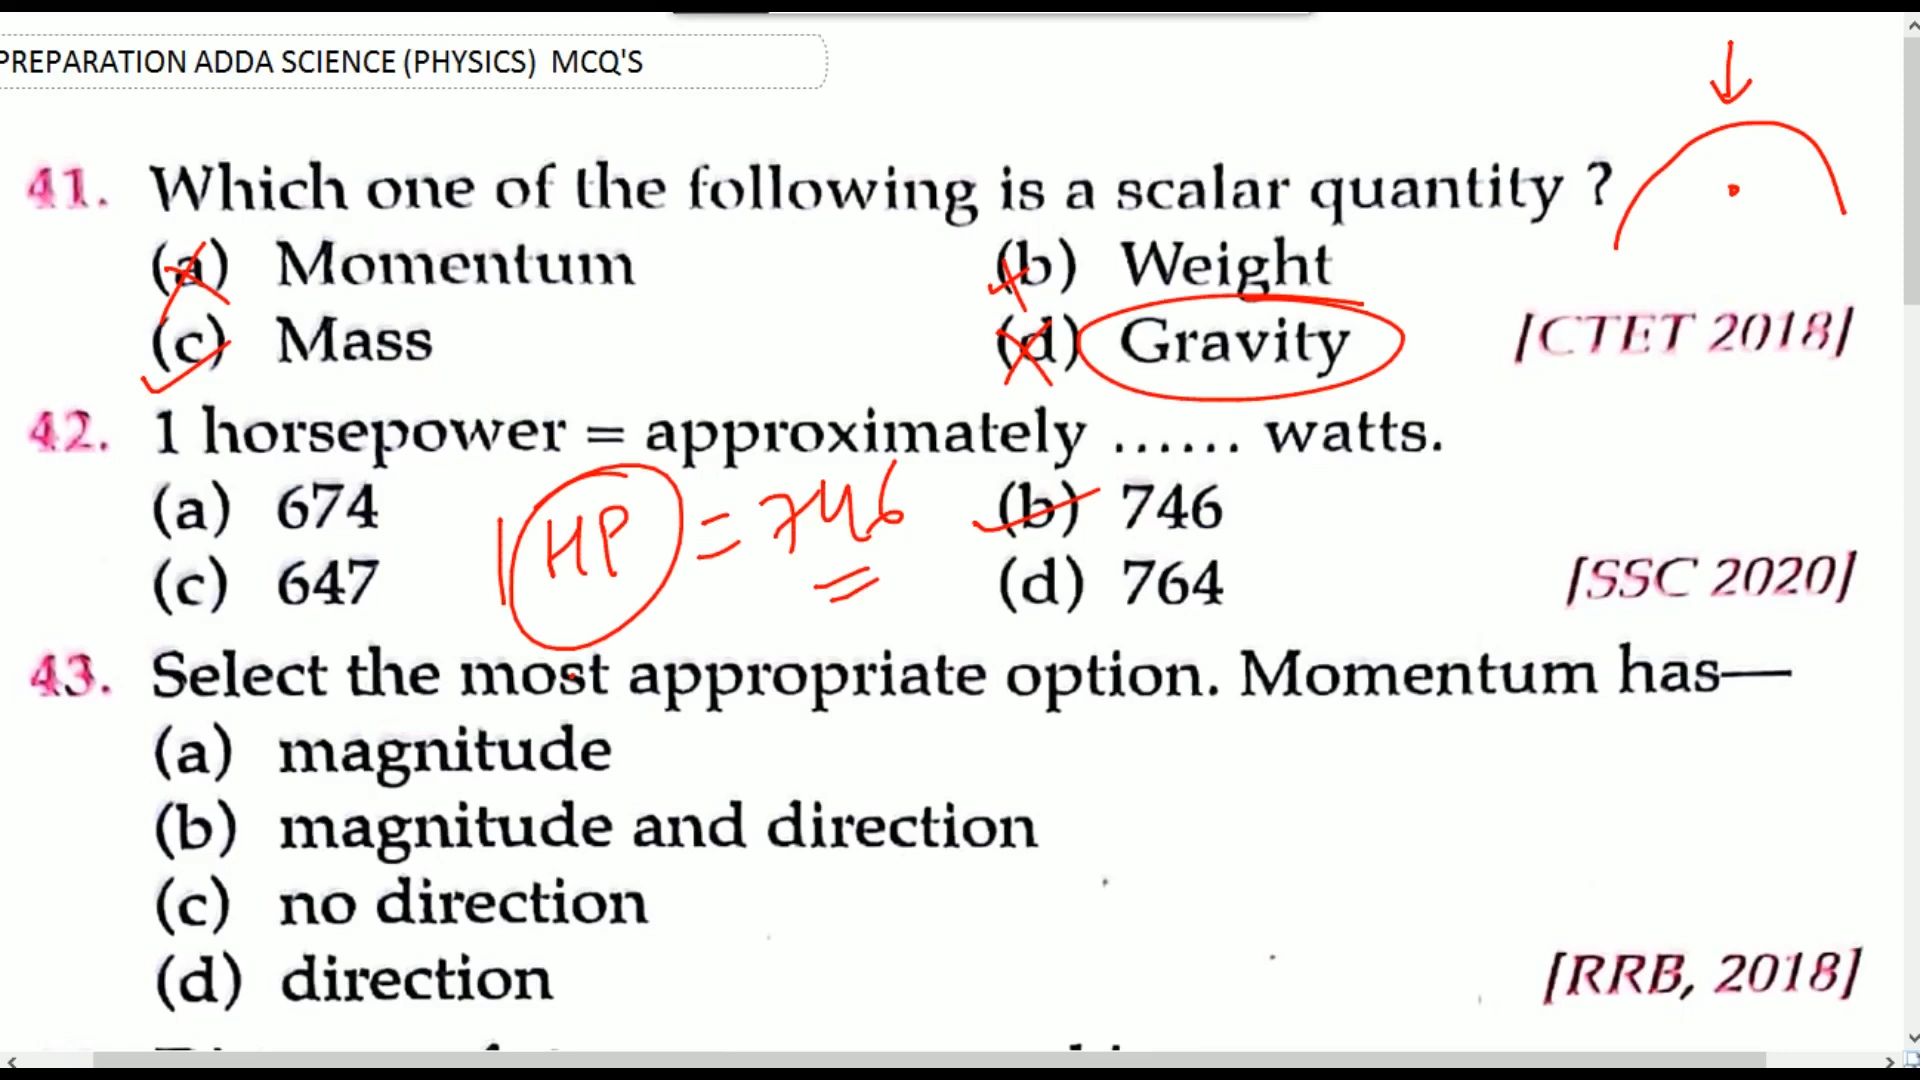 PREPARATION ADDA SCIENCE (PHYSICS) MCQ'S
41. Which one of the following is a scalar quantity ?
(a) Momentum (b) Weight
(c) Mass (d) Gravity [CTET 2018]
42. 1 horsepower = approximately ...... watts.
(a) 674 (b) 746
1 HP = 746
(c) 647 (d) 764 [SSC 2020]
43. Select the most appropriate option. Momentum has—
(a) magnitude
(b) magnitude and direction
(c) no direction
(d) direction [RRB, 2018]